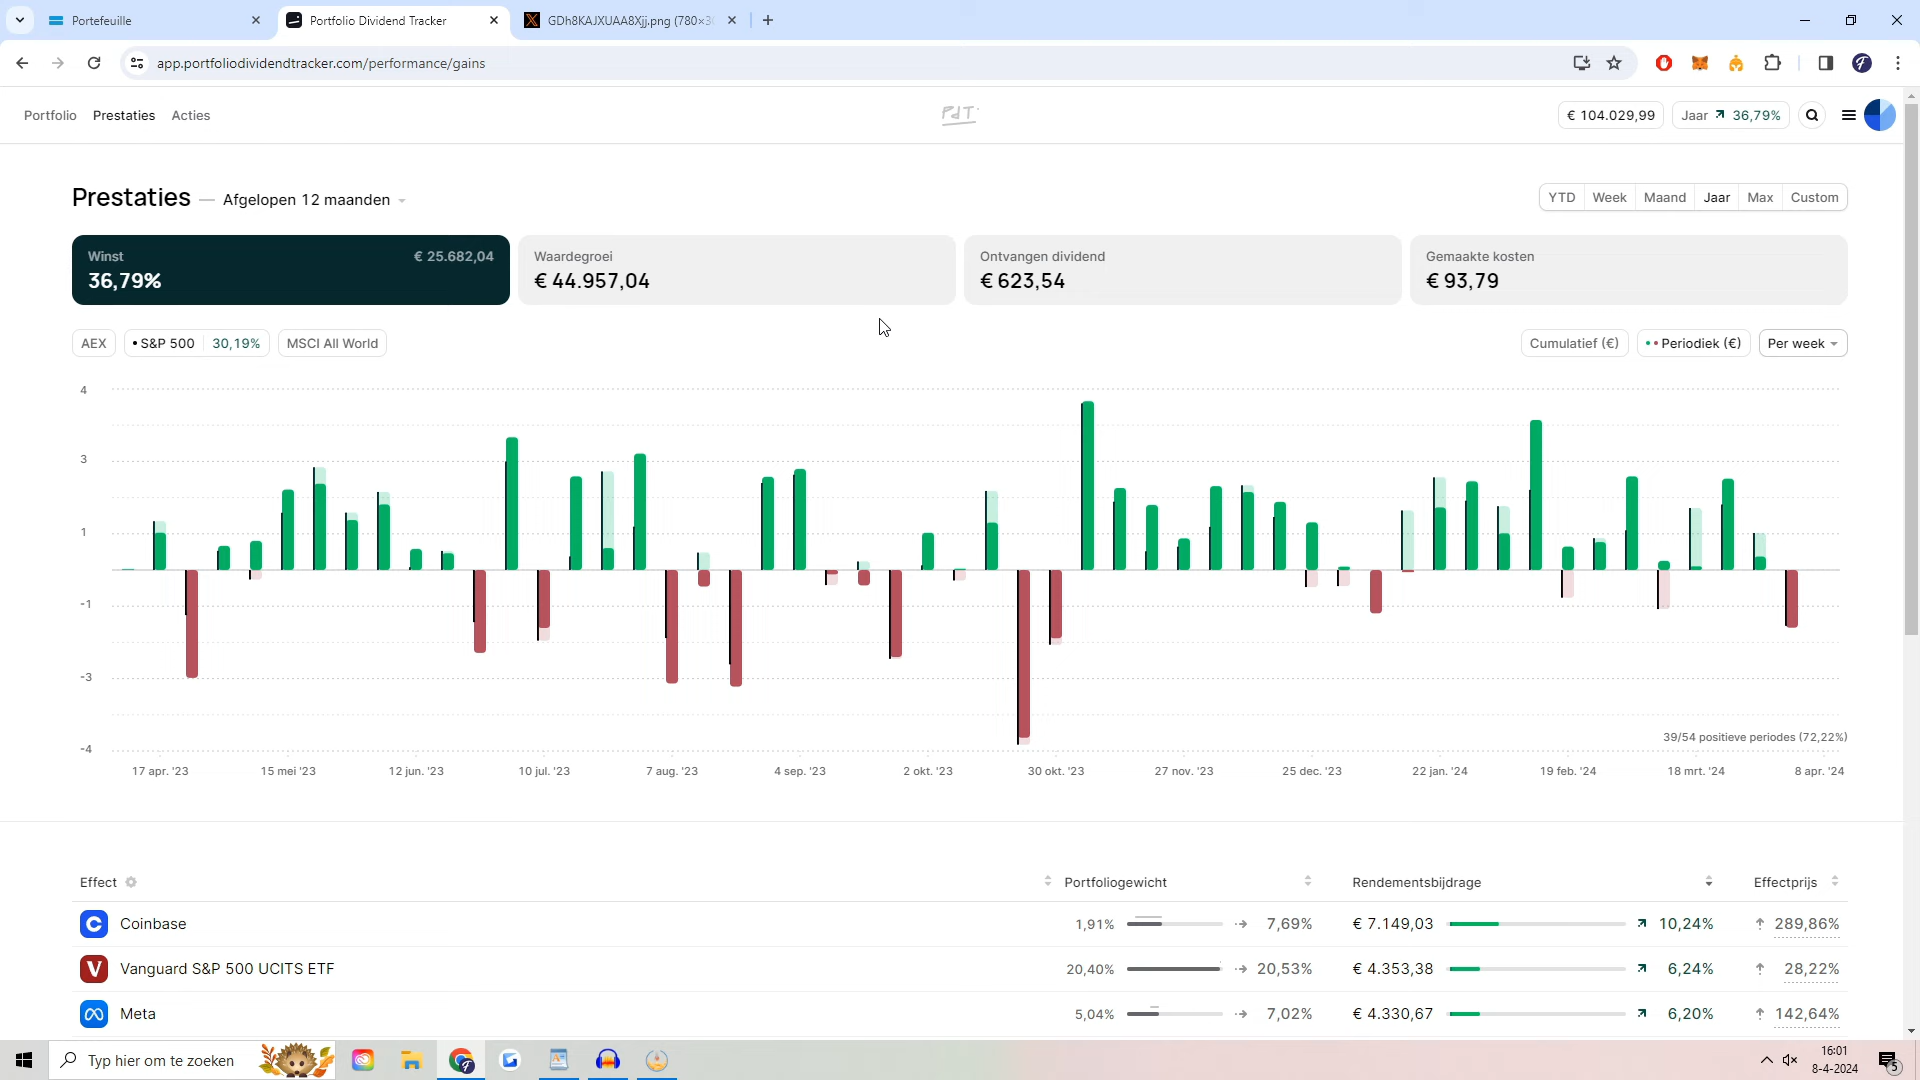 Portefeuille
Portfolio Dividend Tracker
GDh8KAJXUAA8Xjj.png (780×3
app.portfoliodividendtracker.com/performance/gains
Portfolio Prestaties Acties
PDT
€ 104.029,99
Jaar 36,79%
Prestaties — Afgelopen 12 maanden
YTD Week Maand Jaar Max Custom
Winst € 25.682,04
36,79%
Waardegroei
€ 44.957,04
Ontvangen dividend
€ 623,54
Gemaakte kosten
€ 93,79
AEX • S&P 500 30,19% MSCI All World
Cumulatief (€) Periodiek (€) Per week
4
3
1
-1
-3
-4
39/54 positieve periodes (72,22%)
17 apr. '23 15 mei '23 12 jun. '23 10 jul. '23 7 aug. '23 4 sep. '23 2 okt. '23 30 okt. '23 27 nov. '23 25 dec. '23 22 jan. '24 19 feb. '24 18 mrt. '24 8 apr. '24
Effect Portfoliogewicht Rendementsbijdrage Effectprijs
Coinbase 1,91% 7,69% € 7.149,03 10,24% 289,86%
V Vanguard S&P 500 UCITS ETF 20,40% 20,53% € 4.353,38 6,24% 28,22%
Meta 5,04% 7,02% € 4.330,67 6,20% 142,64%
Typ hier om te zoeken
16:01
8-4-2024
5